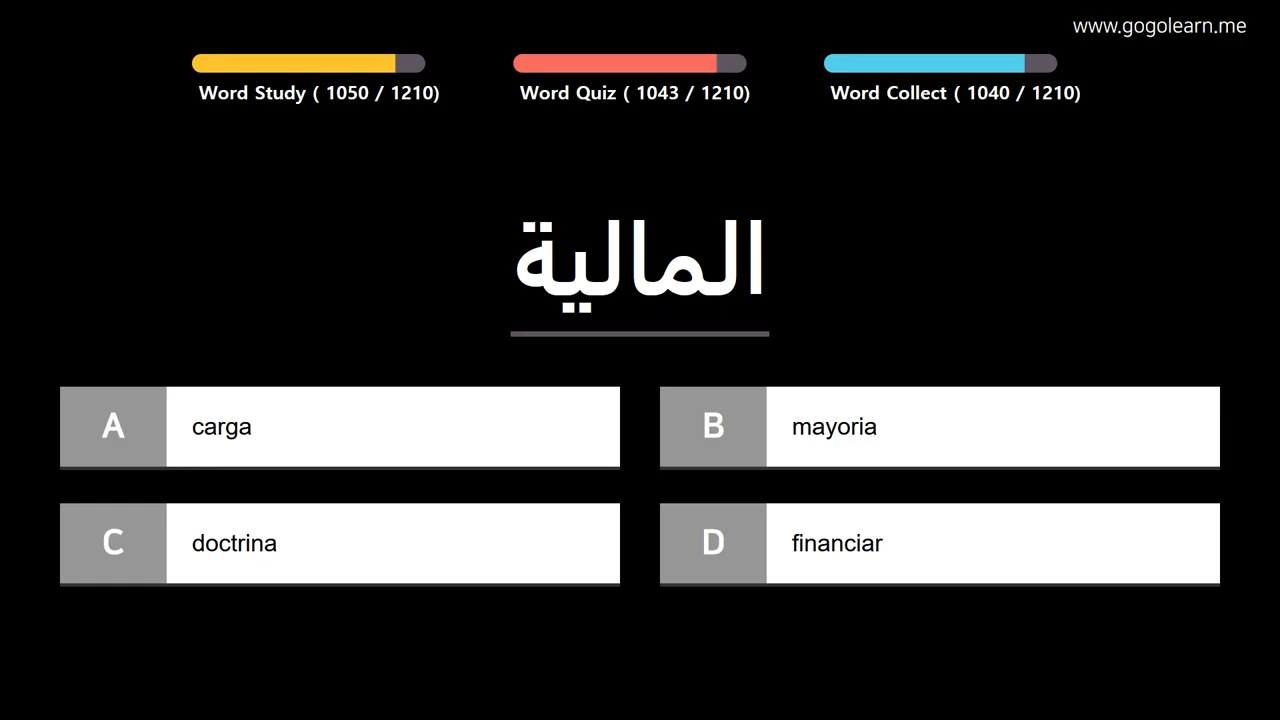 www.gogolearn.me
Word Study ( 1050 / 1210)
Word Quiz ( 1043 / 1210)
Word Collect ( 1040 / 1210)
المالية
A carga
B mayoria
C doctrina
D financiar